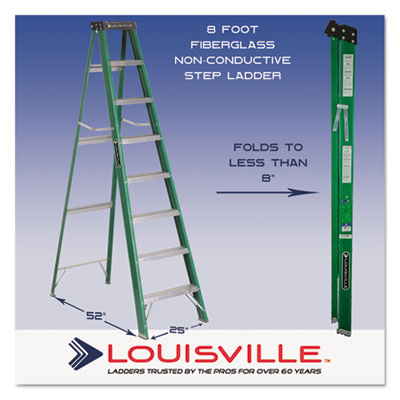 8 FOOT
FIBERGLASS
NON-CONDUCTIVE
STEP LADDER
FOLDS TO
LESS THAN
8"
52"
25"
LOUISVILLE™
LADDERS TRUSTED BY THE PROS FOR OVER 60 YEARS